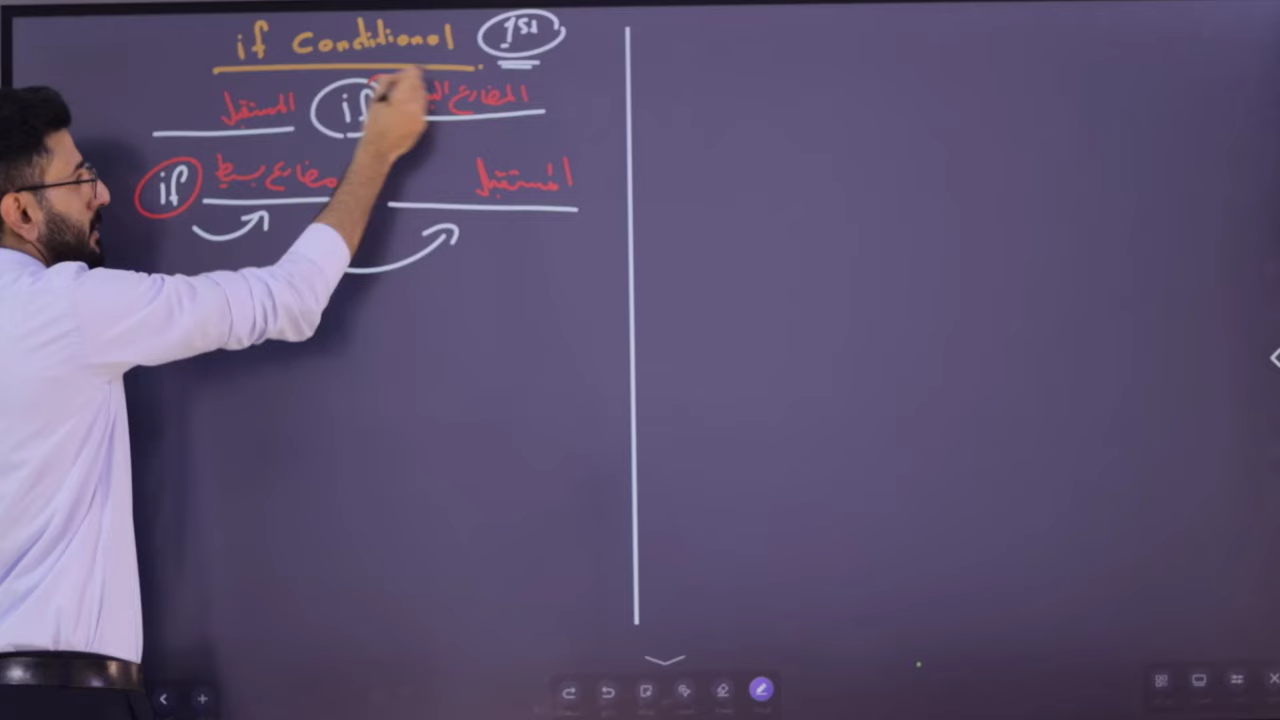 if Conditional 1st
المستقبل if المضارع
if مضارع بسيط المستقبل